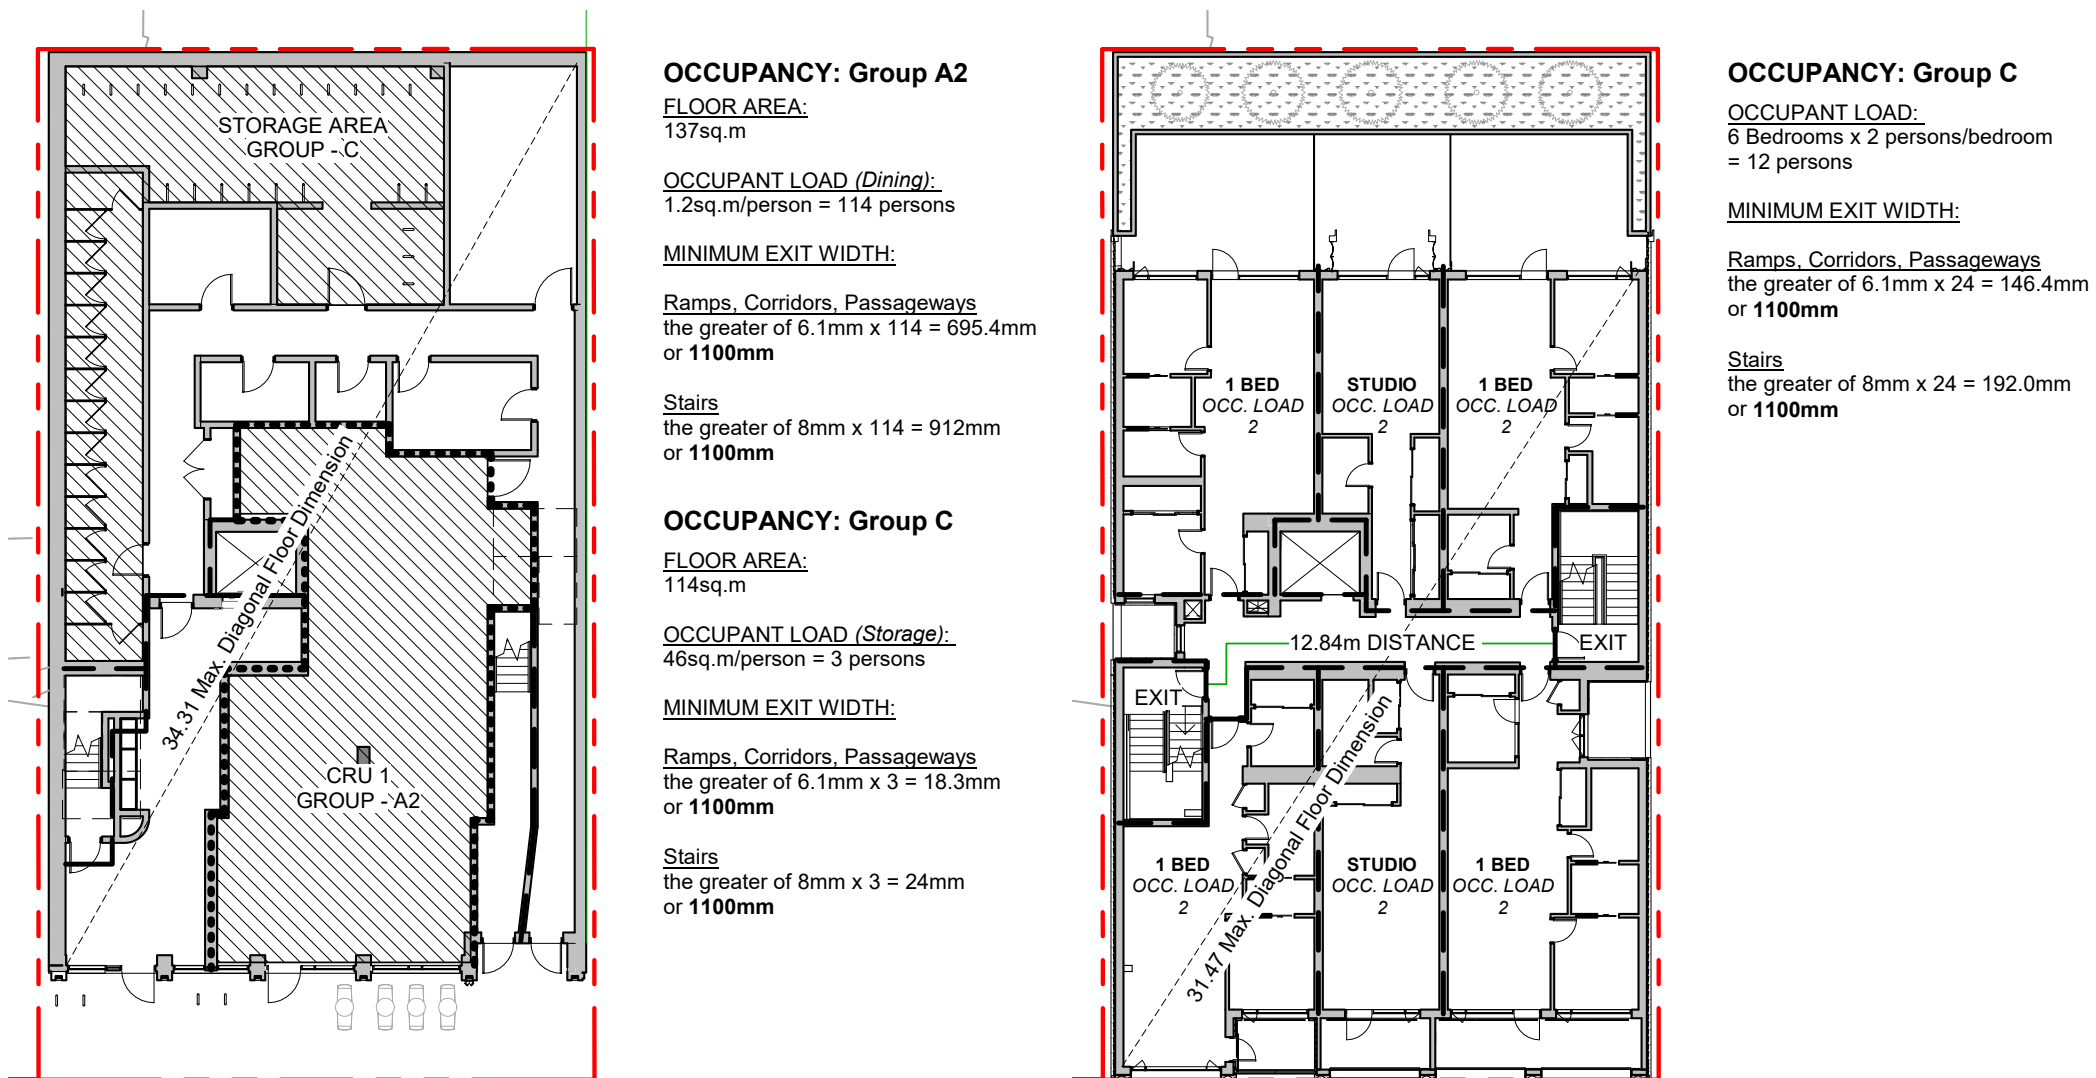 STORAGE AREA
GROUP - C
34.31 Max. Diagonal Floor Dimension
CRU 1
GROUP - A2
OCCUPANCY: Group A2
FLOOR AREA:
137sq.m
OCCUPANT LOAD (Dining):
1.2sq.m/person = 114 persons
MINIMUM EXIT WIDTH:
Ramps, Corridors, Passageways
the greater of 6.1mm x 114 = 695.4mm
or 1100mm
Stairs
the greater of 8mm x 114 = 912mm
or 1100mm
OCCUPANCY: Group C
FLOOR AREA:
114sq.m
OCCUPANT LOAD (Storage):
46sq.m/person = 3 persons
MINIMUM EXIT WIDTH:
Ramps, Corridors, Passageways
the greater of 6.1mm x 3 = 18.3mm
or 1100mm
Stairs
the greater of 8mm x 3 = 24mm
or 1100mm
1 BED
OCC. LOAD
2
STUDIO
OCC. LOAD
2
1 BED
OCC. LOAD
2
12.84m DISTANCE
EXIT
EXIT
31.47 Max. Diagonal Floor Dimension
1 BED
OCC. LOAD
2
STUDIO
OCC. LOAD
2
1 BED
OCC. LOAD
2
OCCUPANCY: Group C
OCCUPANT LOAD:
6 Bedrooms x 2 persons/bedroom
= 12 persons
MINIMUM EXIT WIDTH:
Ramps, Corridors, Passageways
the greater of 6.1mm x 24 = 146.4mm
or 1100mm
Stairs
the greater of 8mm x 24 = 192.0mm
or 1100mm